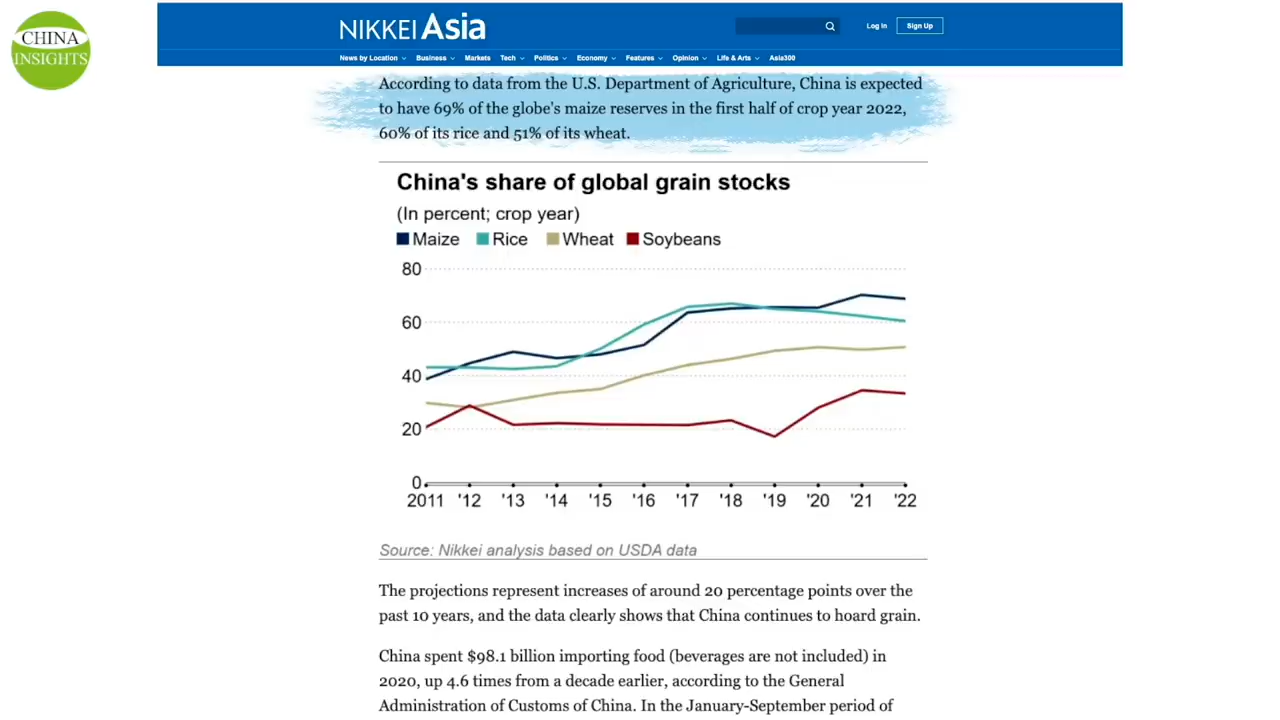 CHINA
INSIGHTS
NIKKEI Asia
Log In
Sign Up
News by Location
Business
Markets
Tech
Politics
Economy
Features
Opinion
Life & Arts
Asia300
According to data from the U.S. Department of Agriculture, China is expected
to have 69% of the globe's maize reserves in the first half of crop year 2022,
60% of its rice and 51% of its wheat.
China's share of global grain stocks
(In percent; crop year)
Maize Rice Wheat Soybeans
80
60
40
20
0
2011 '12 '13 '14 '15 '16 '17 '18 '19 '20 '21 '22
Source: Nikkei analysis based on USDA data
The projections represent increases of around 20 percentage points over the
past 10 years, and the data clearly shows that China continues to hoard grain.
China spent $98.1 billion importing food (beverages are not included) in
2020, up 4.6 times from a decade earlier, according to the General
Administration of Customs of China. In the January-September period of